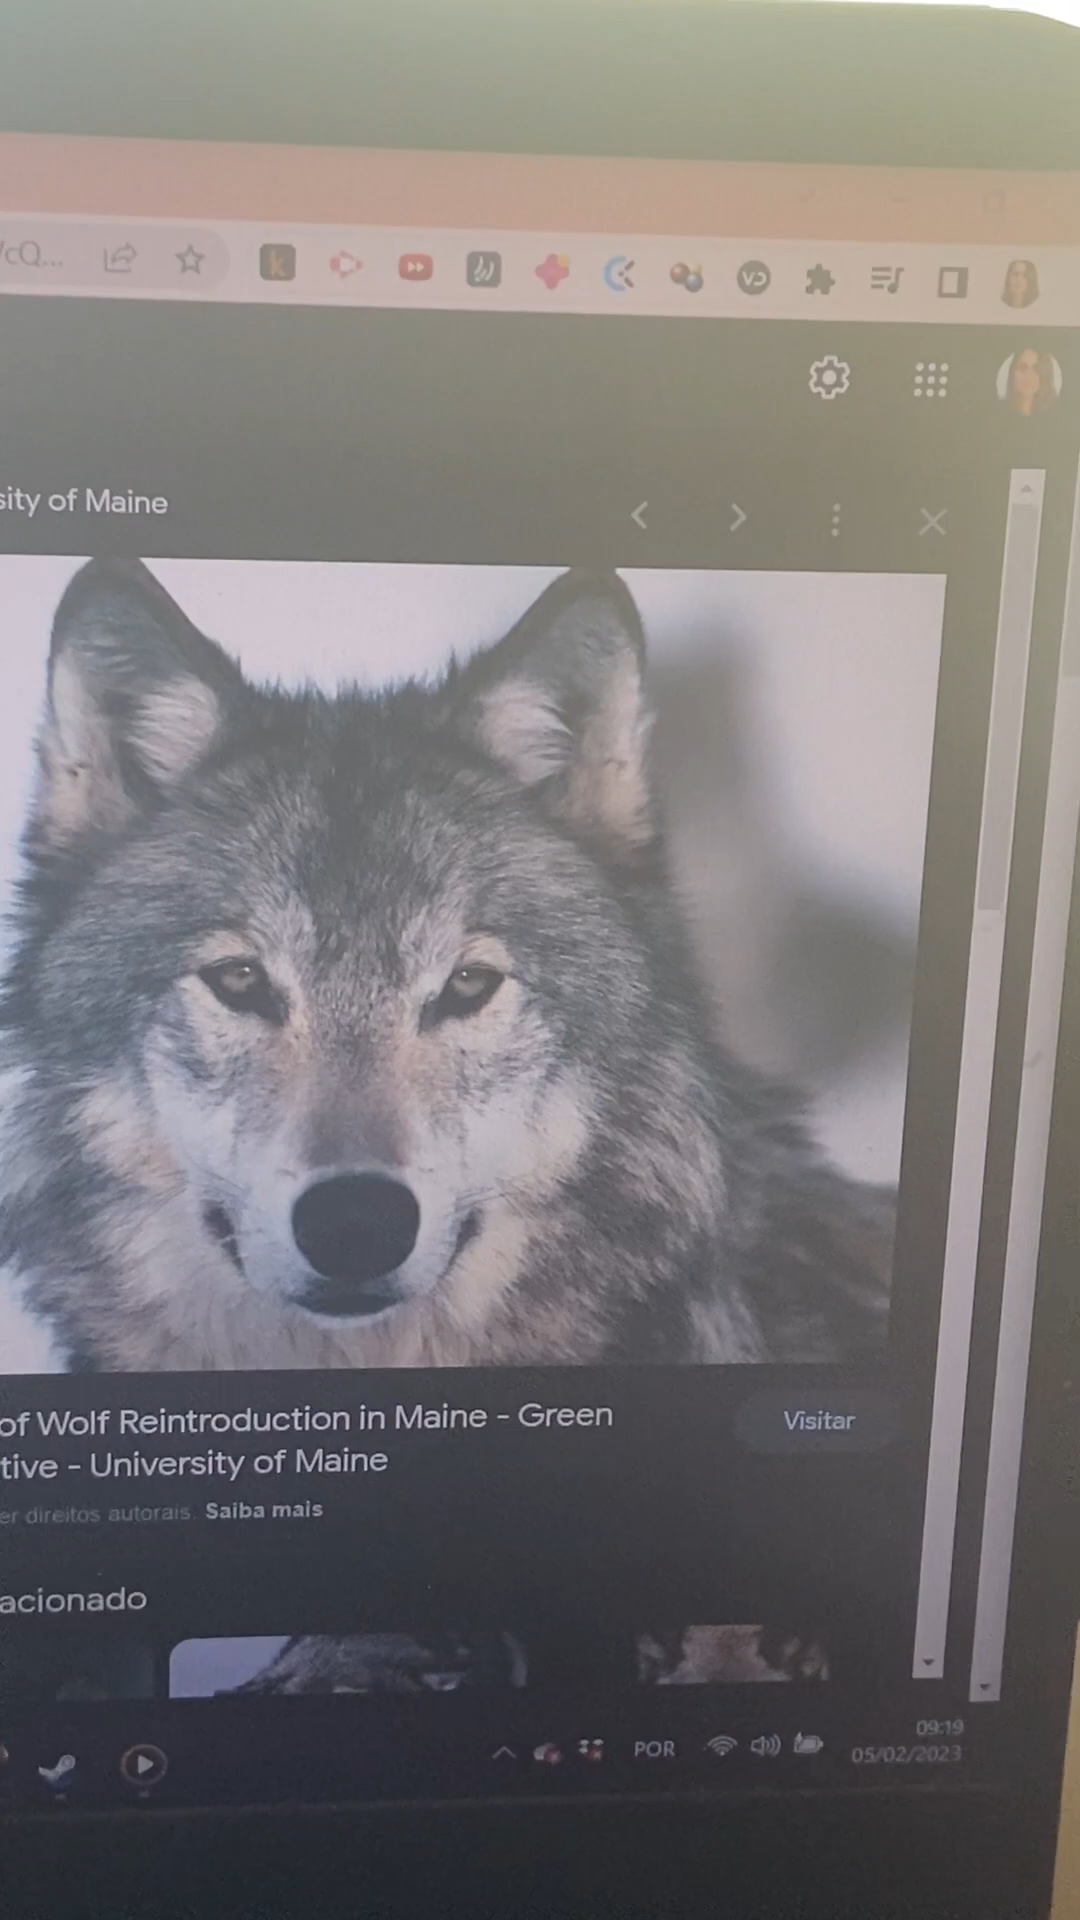 /cQ...
k
VD
sity of Maine
of Wolf Reintroduction in Maine - Green
tive - University of Maine
Visitar
er direitos autorais. Saiba mais
acionado
POR
09:19
05/02/2023